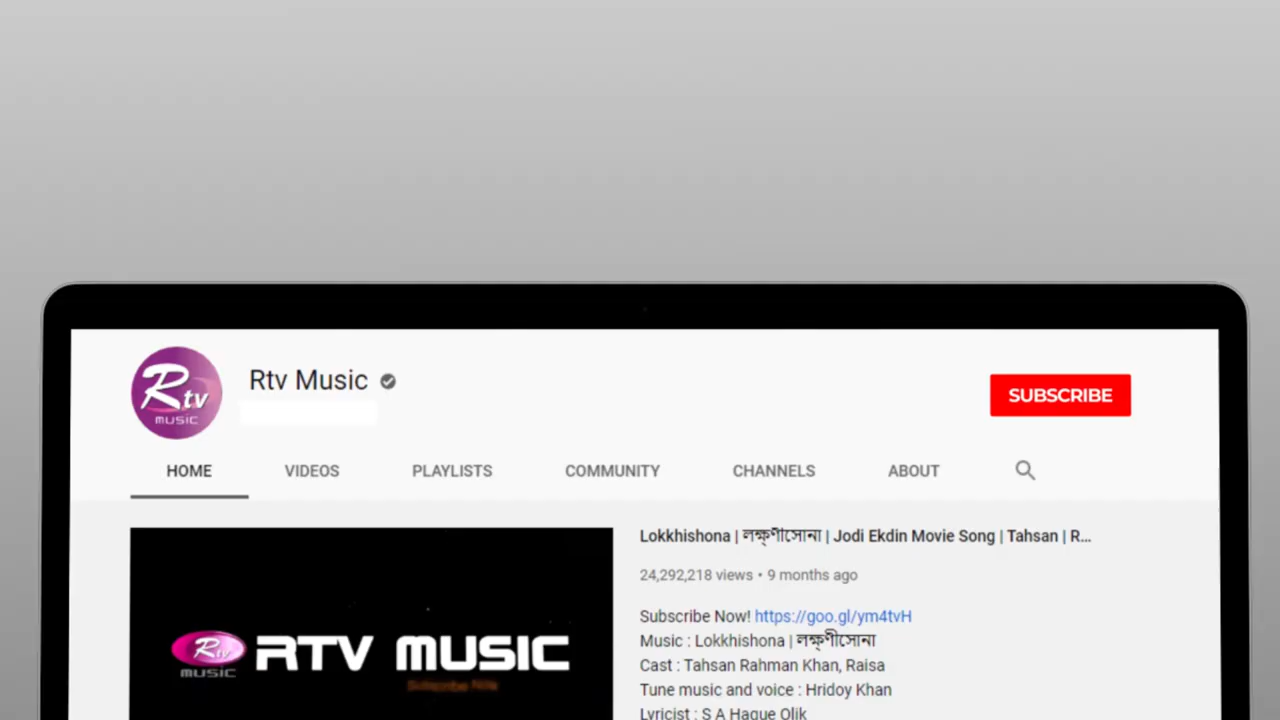 Rtv
MUSIC
Rtv Music
SUBSCRIBE
HOME VIDEOS PLAYLISTS COMMUNITY CHANNELS ABOUT
Lokkhishona | লক্ষ্ণীসোনা | Jodi Ekdin Movie Song | Tahsan | R...
24,292,218 views • 9 months ago
Subscribe Now! https://goo.gl/ym4tvH
Music : Lokkhishona | লক্ষ্ণীসোনা
Cast : Tahsan Rahman Khan, Raisa
Tune music and voice : Hridoy Khan
Lyricist : S A Haque Olik
Rtv
MUSIC
RTV MUSIC
Subscribe Now